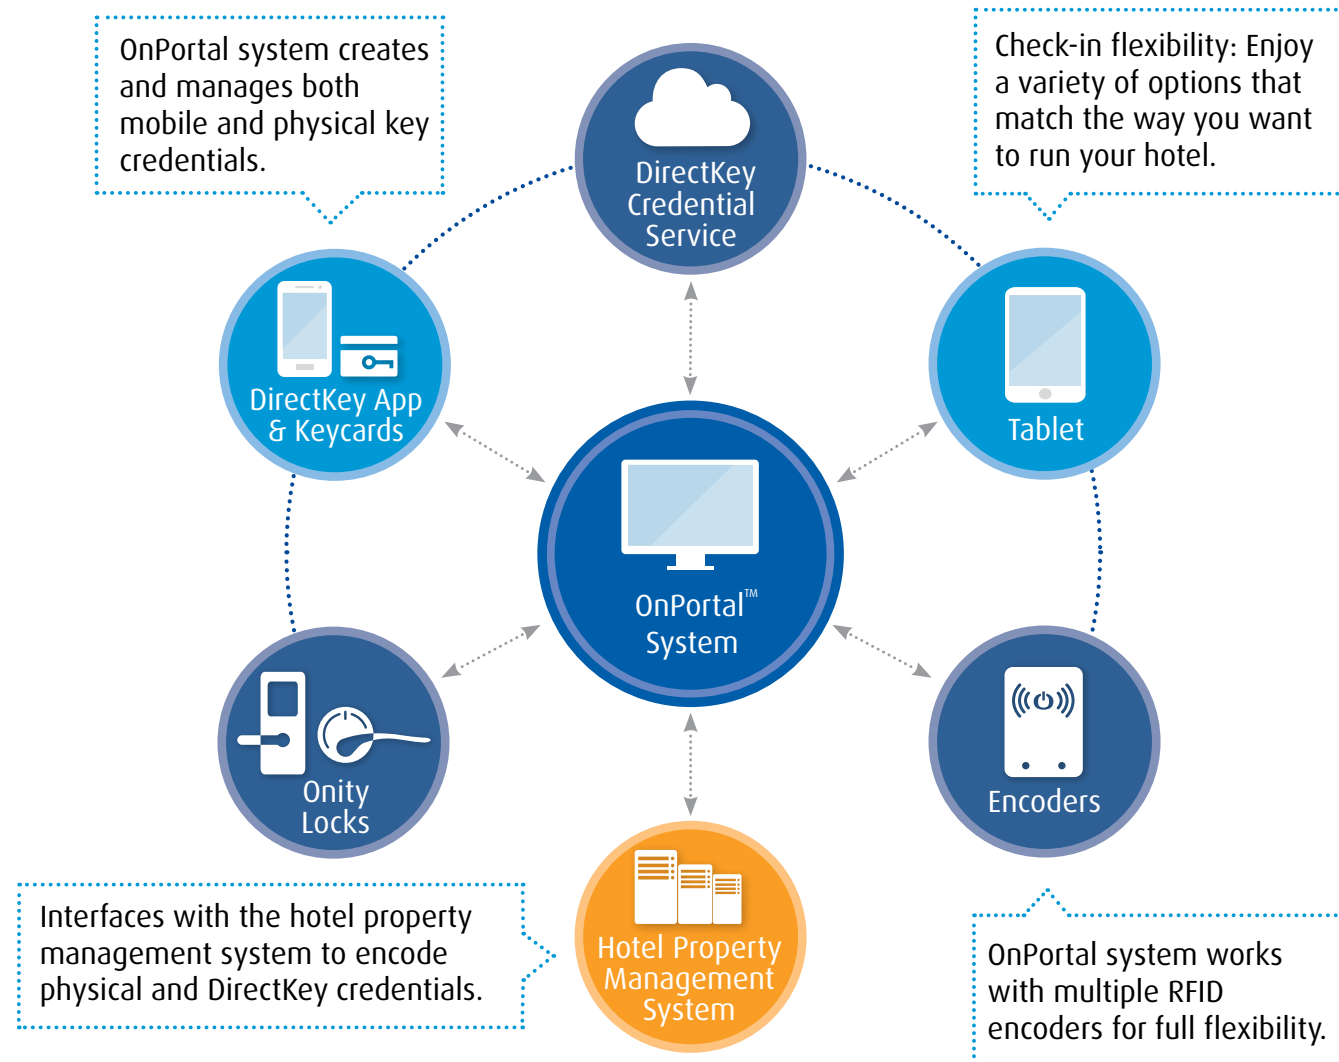 OnPortal system creates
and manages both
mobile and physical key
credentials.
Check-in flexibility: Enjoy
a variety of options that
match the way you want
to run your hotel.
DirectKey
Credential
Service
DirectKey App
& Keycards
Tablet
OnPortal™
System
Onity
Locks
Encoders
Hotel Property
Management
System
Interfaces with the hotel property
management system to encode
physical and DirectKey credentials.
OnPortal system works
with multiple RFID
encoders for full flexibility.